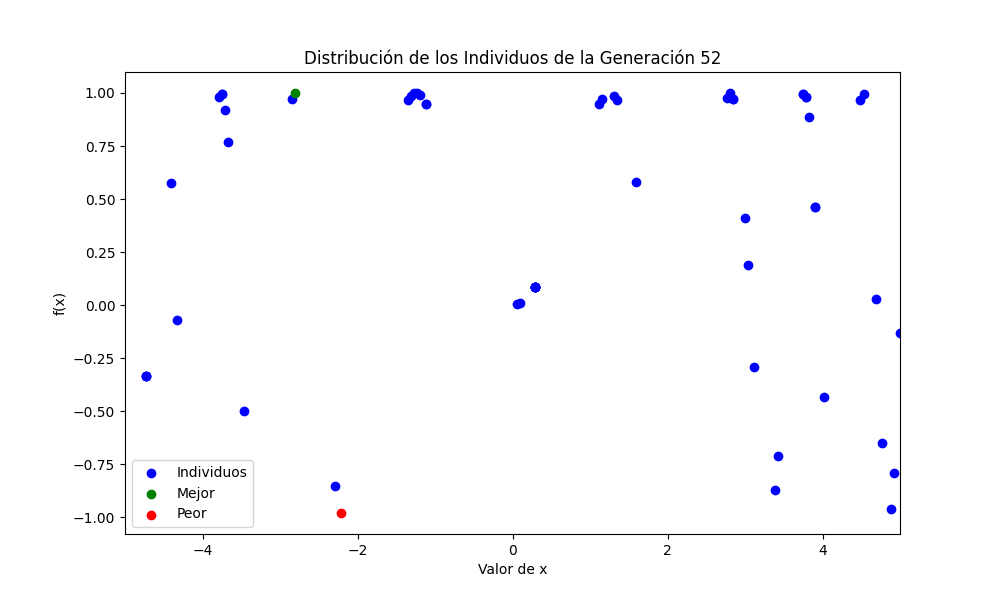 Distribución de los Individuos de la Generación 52
1.00
0.75
0.50
0.25
0.00
−0.25
−0.50
−0.75
−1.00
f(x)
Individuos
Mejor
Peor
−4
−2
0
2
4
Valor de x